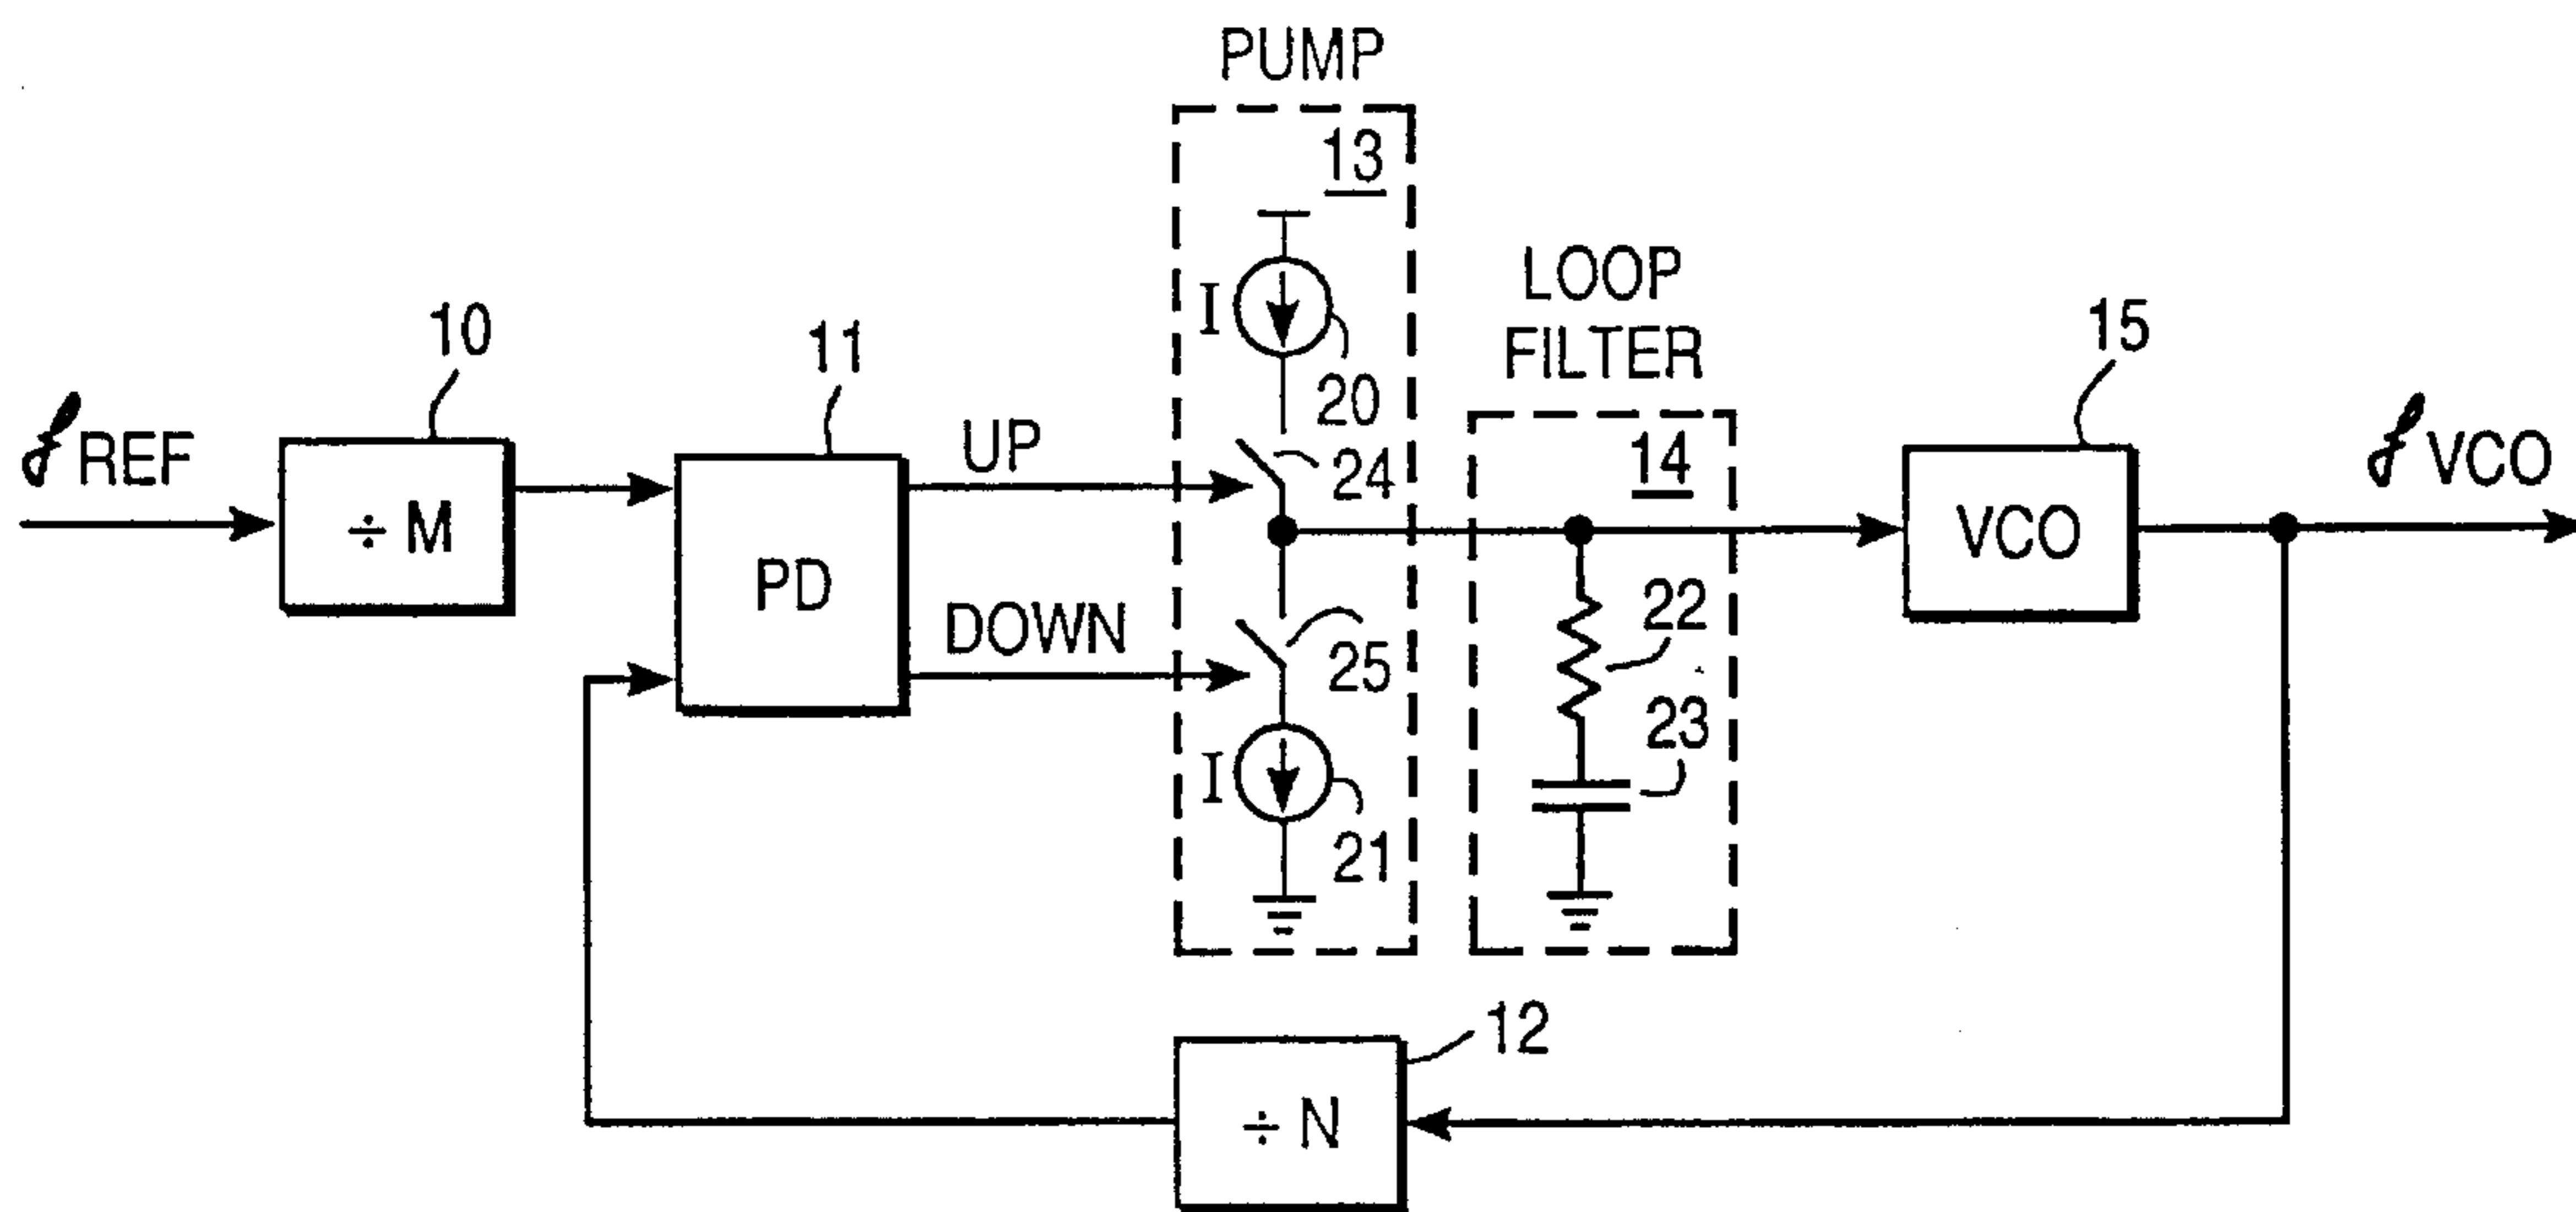 PUMP
13
I
20
LOOP
FILTER
10
11
15
fREF
÷ M
PD
UP
24
14
VCO
fVCO
DOWN
25
22
23
I
21
12
÷ N